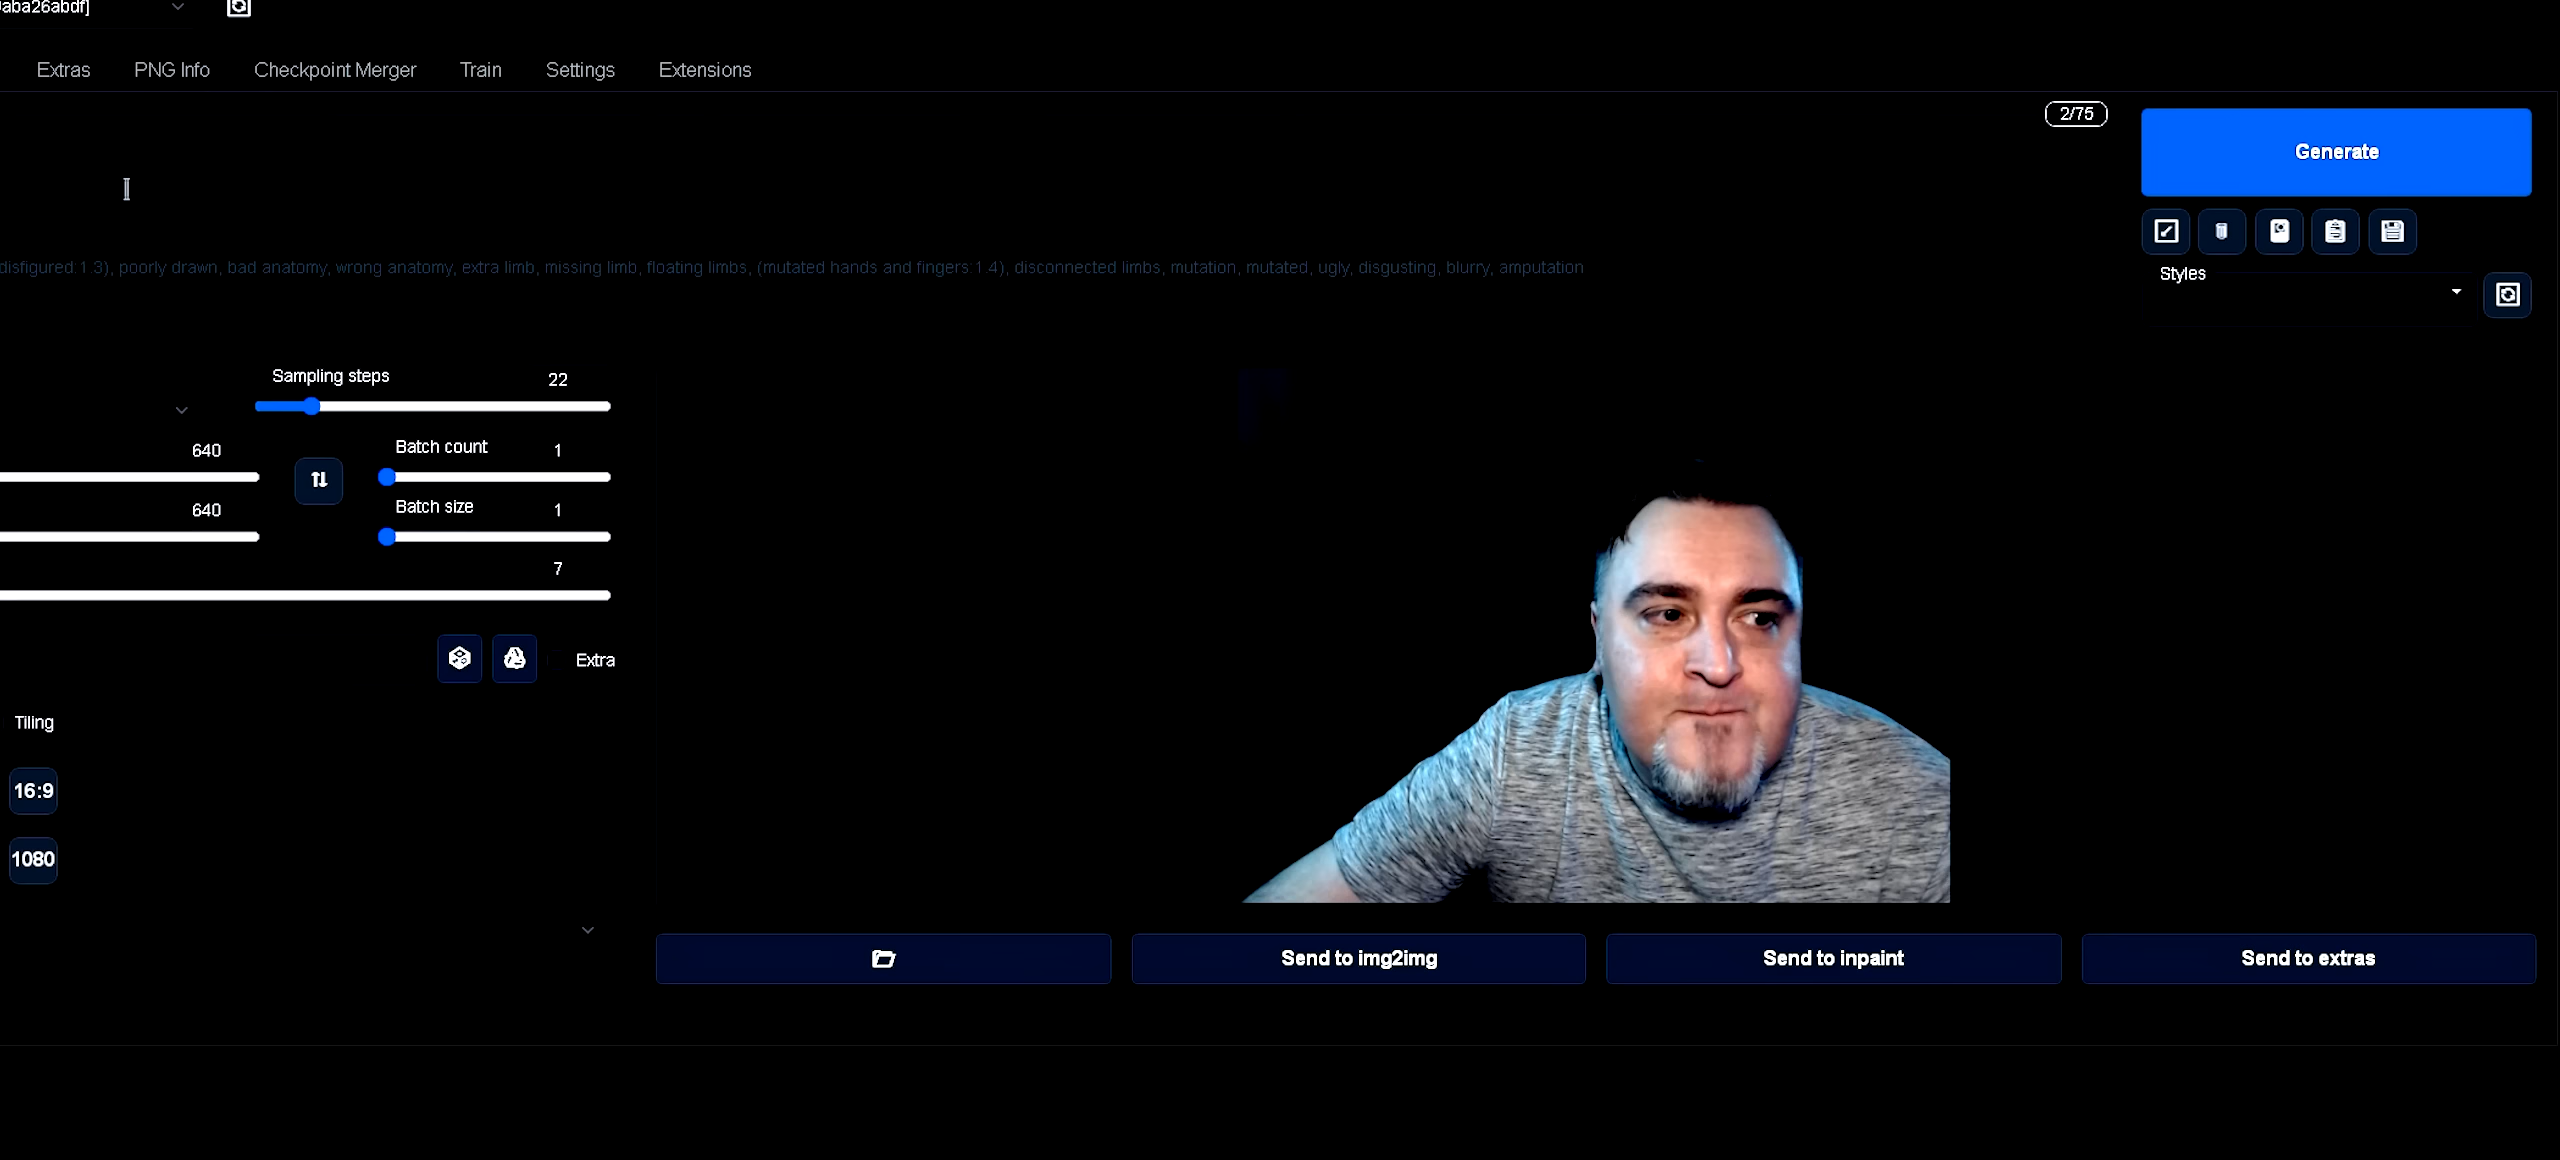 aba26abdf]
Extras PNG Info Checkpoint Merger Train Settings Extensions
2/75
Generate
disfigured:1.3), poorly drawn, bad anatomy, wrong anatomy, extra limb, missing limb, floating limbs, (mutated hands and fingers:1.4), disconnected limbs, mutation, mutated, ugly, disgusting, blurry, amputation
Styles
Sampling steps 22
640 Batch count 1
640 Batch size 1
7
Extra
Tiling
16:9
1080
Send to img2img Send to inpaint Send to extras